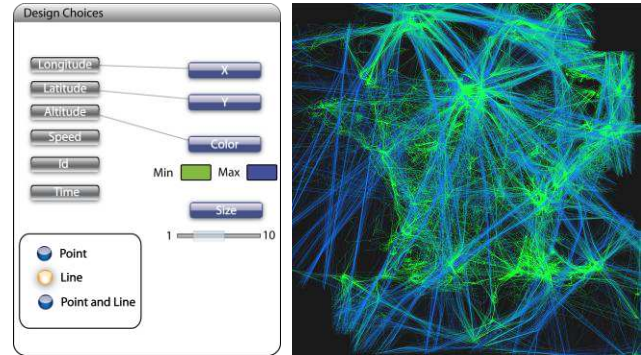 Design Choices
Longitude
X
Latitude
Y
Altitude
Color
Speed
Id
Min
Max
Time
Size
1
10
Point
Line
Point and Line